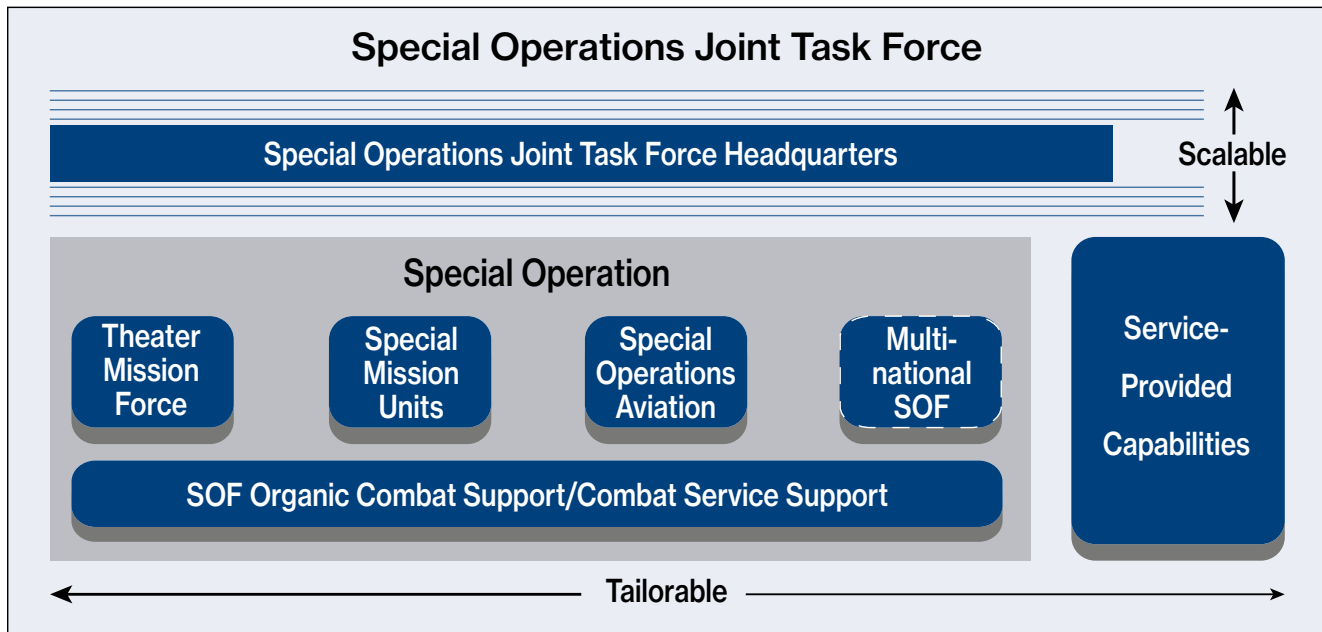 Special Operations Joint Task Force
Special Operations Joint Task Force Headquarters
Scalable
Special Operation
Theater
Mission
Force
Special
Mission
Units
Special
Operations
Aviation
Multi-
national
SOF
SOF Organic Combat Support/Combat Service Support
Service-
Provided
Capabilities
Tailorable